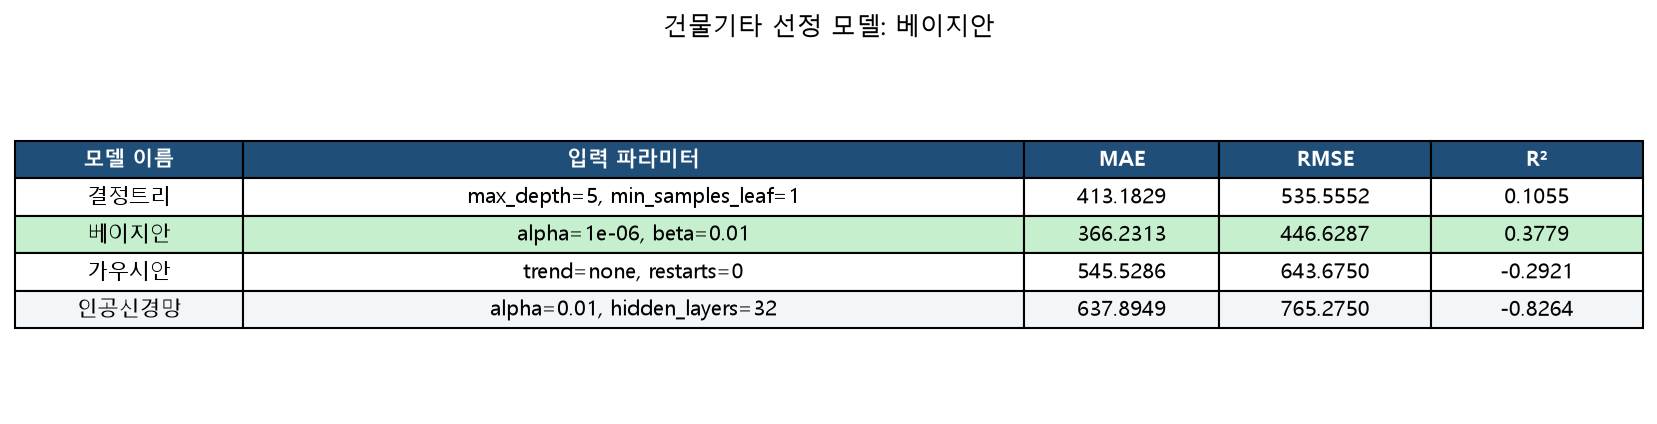 건물기타 선정 모델: 베이지안
모델 이름 입력 파라미터 MAE RMSE R²
결정트리 max_depth=5, min_samples_leaf=1 413.1829 535.5552 0.1055
베이지안 alpha=1e-06, beta=0.01 366.2313 446.6287 0.3779
가우시안 trend=none, restarts=0 545.5286 643.6750 -0.2921
인공신경망 alpha=0.01, hidden_layers=32 637.8949 765.2750 -0.8264